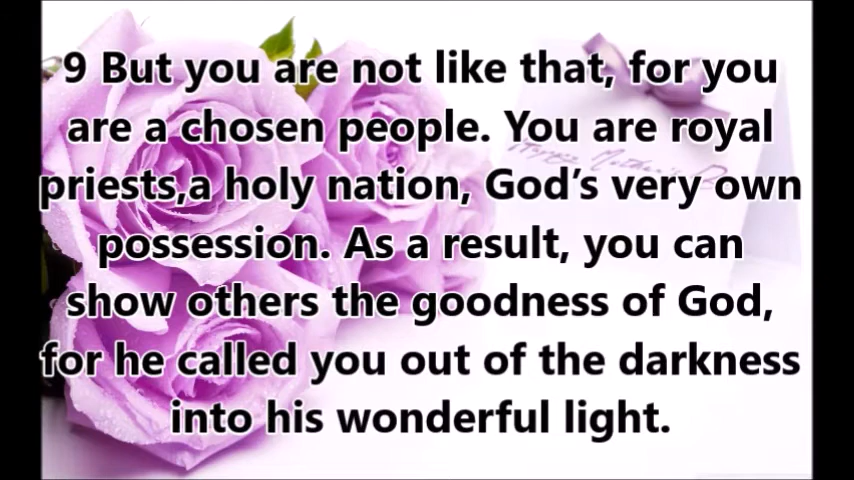 9 But you are not like that, for you
are a chosen people. You are royal
priests,a holy nation, God’s very own
possession. As a result, you can
show others the goodness of God,
for he called you out of the darkness
into his wonderful light.